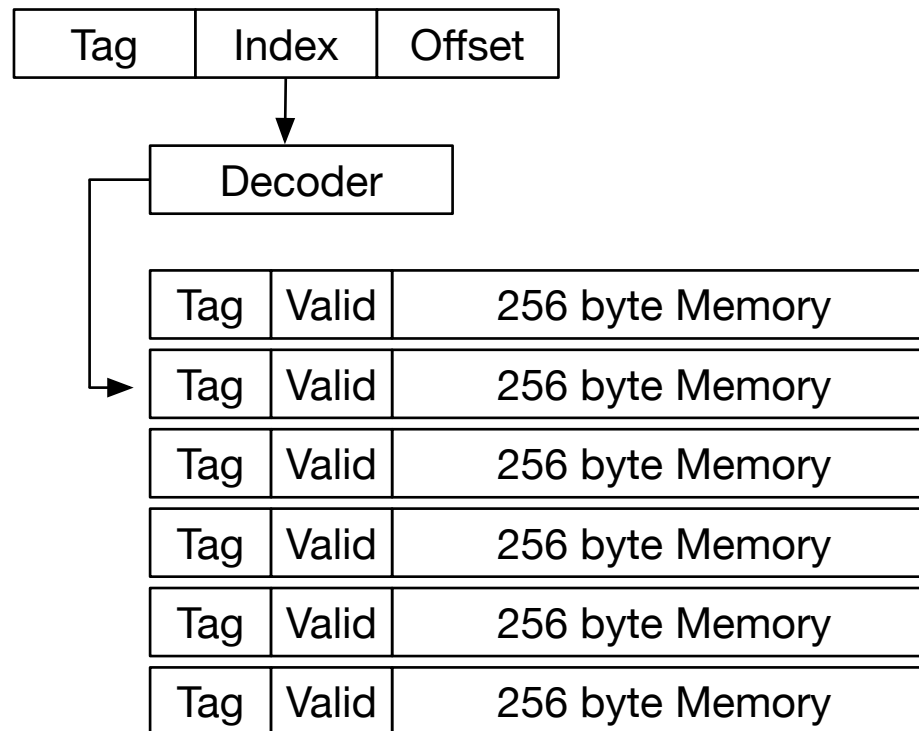 Tag Index Offset
Decoder
Tag Valid 256 byte Memory
Tag Valid 256 byte Memory
Tag Valid 256 byte Memory
Tag Valid 256 byte Memory
Tag Valid 256 byte Memory
Tag Valid 256 byte Memory